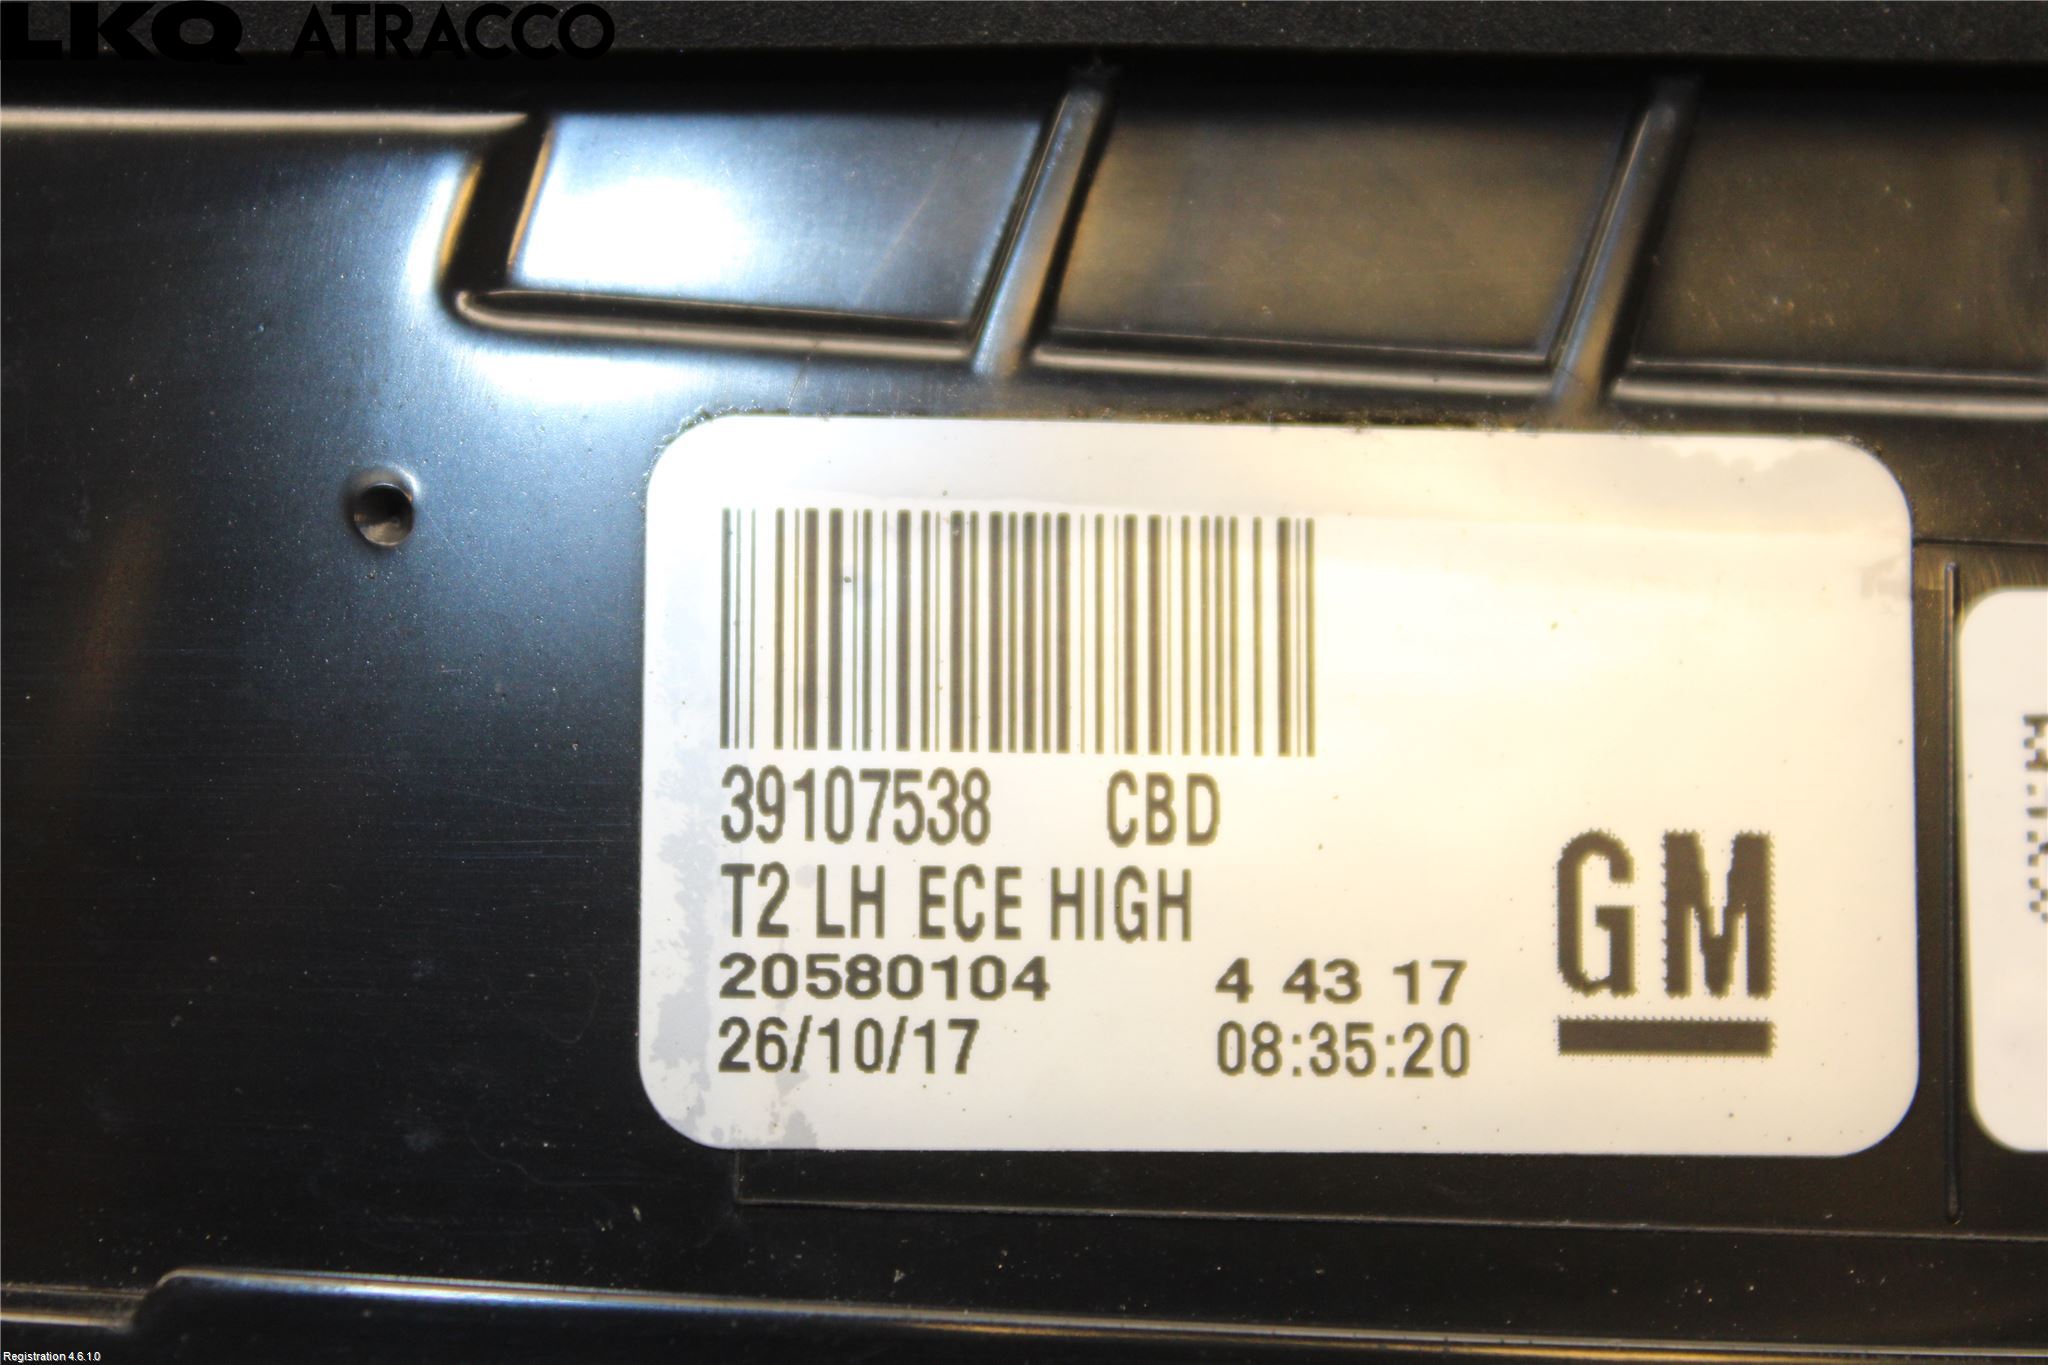 LKQ ATRACCO
39107538 CBD
T2 LH ECE HIGH
20580104 4 43 17
26/10/17 08:35:20
GM
Registration 4.6.1.0